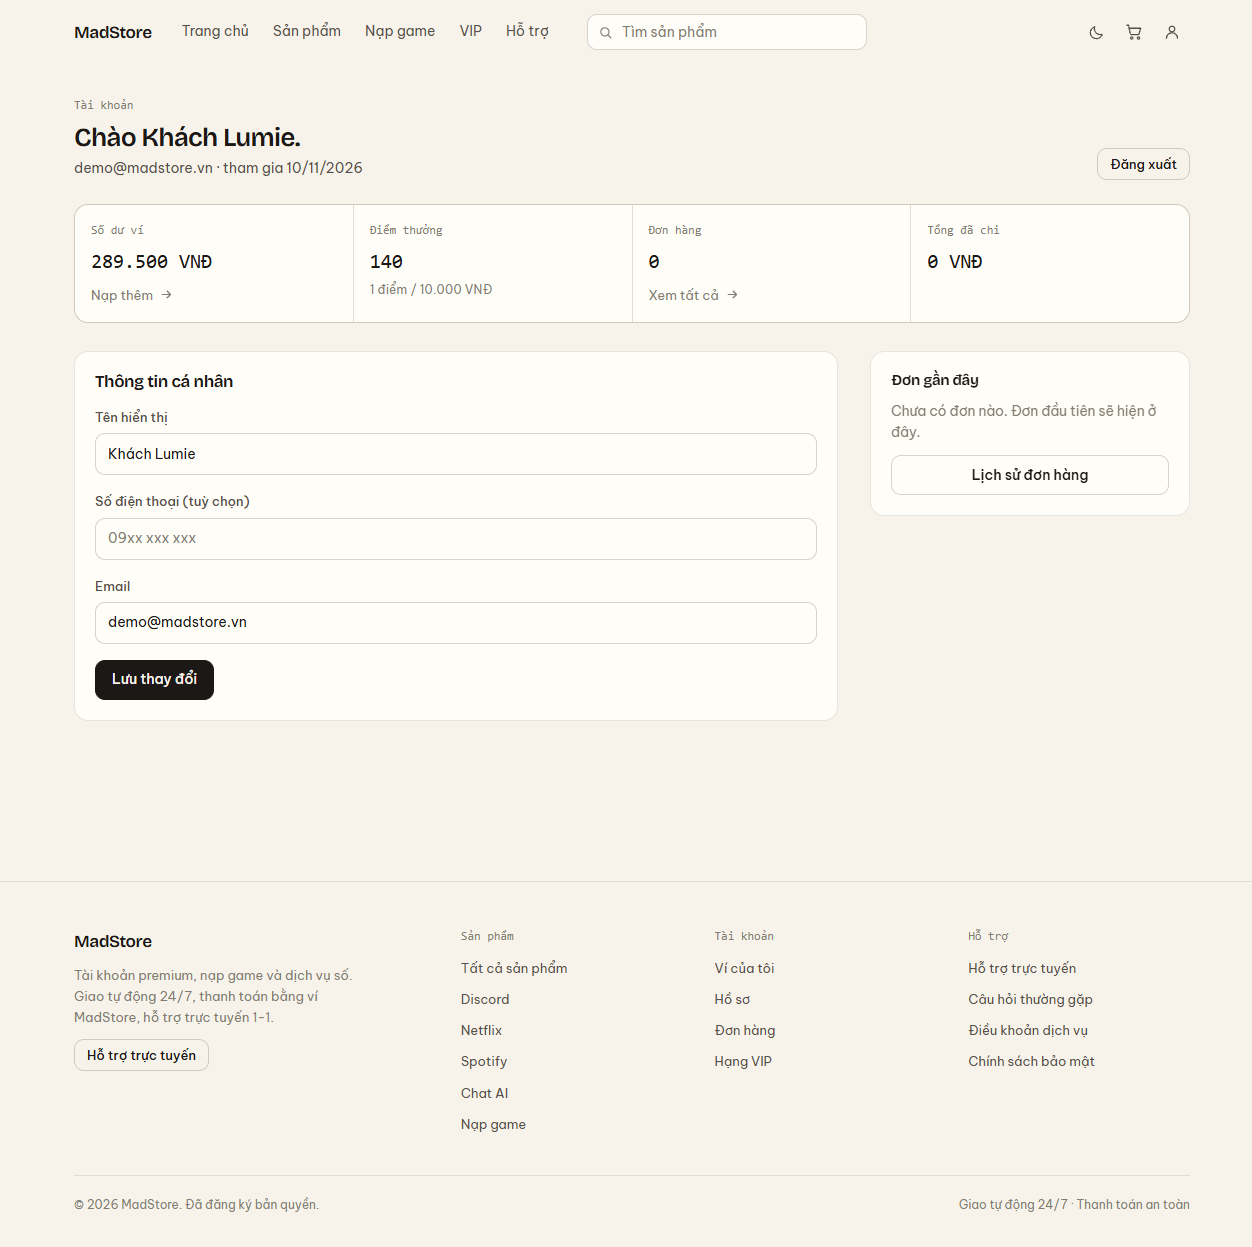 MadStore
Trang chủ
Sản phẩm
Nạp game
VIP
Hỗ trợ
Tìm sản phẩm
Tài khoản
Chào Khách Lumie.
demo@madstore.vn · tham gia 10/11/2026
Đăng xuất
Số dư ví
289.500 VNĐ
Nạp thêm →
Điểm thưởng
140
1 điểm / 10.000 VNĐ
Đơn hàng
0
Xem tất cả →
Tổng đã chi
0 VNĐ
Thông tin cá nhân
Tên hiển thị
Khách Lumie
Số điện thoại (tuỳ chọn)
09xx xxx xxx
Email
demo@madstore.vn
Lưu thay đổi
Đơn gần đây
Chưa có đơn nào. Đơn đầu tiên sẽ hiện ở
đây.
Lịch sử đơn hàng
MadStore
Tài khoản premium, nạp game và dịch vụ số.
Giao tự động 24/7, thanh toán bằng ví
MadStore, hỗ trợ trực tuyến 1-1.
Hỗ trợ trực tuyến
Sản phẩm
Tất cả sản phẩm
Discord
Netflix
Spotify
Chat AI
Nạp game
Tài khoản
Ví của tôi
Hồ sơ
Đơn hàng
Hạng VIP
Hỗ trợ
Hỗ trợ trực tuyến
Câu hỏi thường gặp
Điều khoản dịch vụ
Chính sách bảo mật
© 2026 MadStore. Đã đăng ký bản quyền.
Giao tự động 24/7 · Thanh toán an toàn